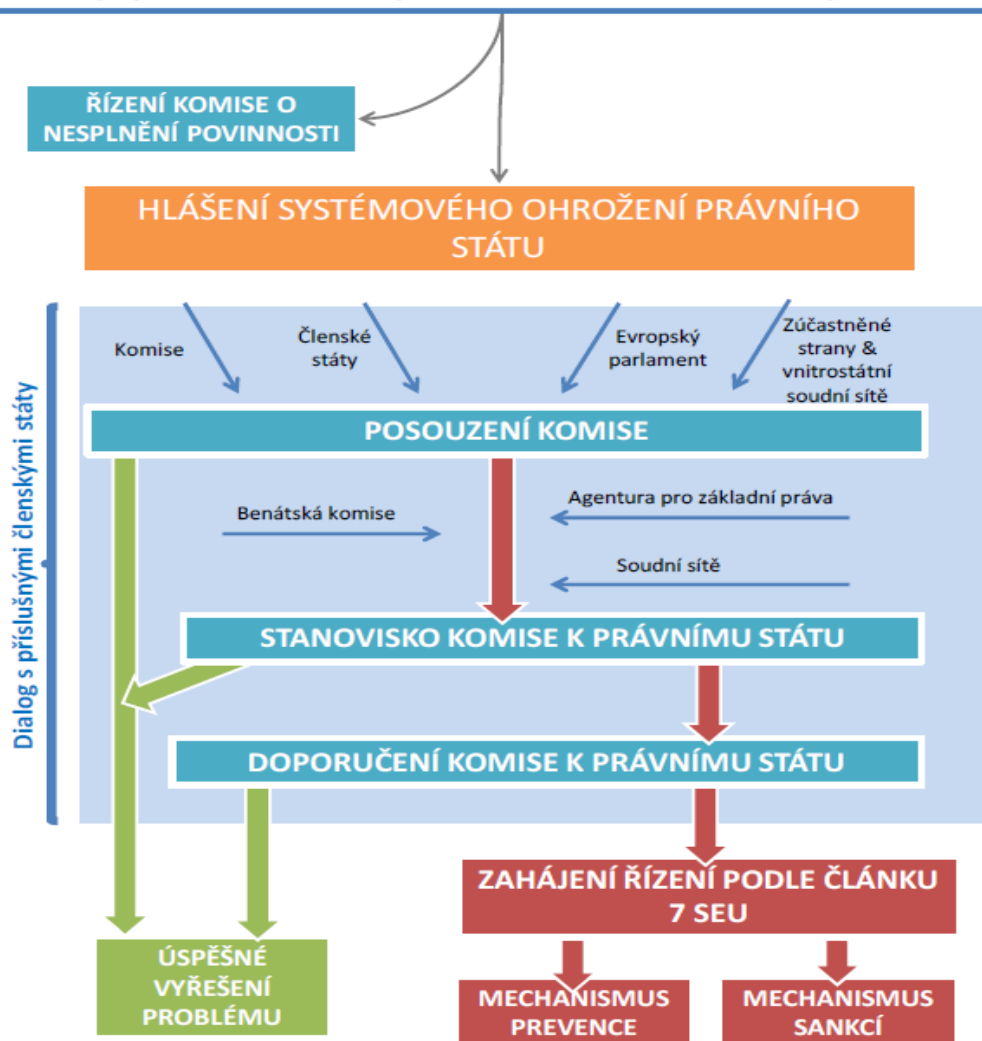 ŘÍZENÍ KOMISE O
NESPLNĚNÍ POVINNOSTI
HLÁŠENÍ SYSTÉMOVÉHO OHROŽENÍ PRÁVNÍHO
STÁTU
Komise
Členské
státy
Evropský
parlament
Zúčastněné
strany &
vnitrostátní
soudní sítě
Dialog s příslušnými členskými státy
POSOUZENÍ KOMISE
Benátská komise
Agentura pro základní práva
Soudní sítě
STANOVISKO KOMISE K PRÁVNÍMU STÁTU
DOPORUČENÍ KOMISE K PRÁVNÍMU STÁTU
ZAHÁJENÍ ŘÍZENÍ PODLE ČLÁNKU
7 SEU
ÚSPĚŠNÉ
VYŘEŠENÍ
PROBLÉMU
MECHANISMUS
PREVENCE
MECHANISMUS
SANKCÍ